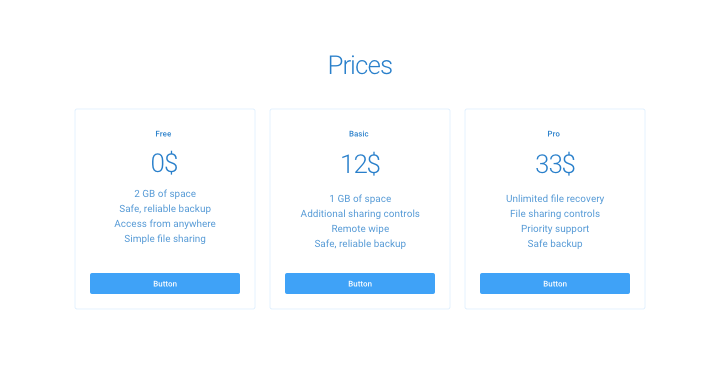 Prices
Free
0$
2 GB of space
Safe, reliable backup
Access from anywhere
Simple file sharing
Button
Basic
12$
1 GB of space
Additional sharing controls
Remote wipe
Safe, reliable backup
Button
Pro
33$
Unlimited file recovery
File sharing controls
Priority support
Safe backup
Button